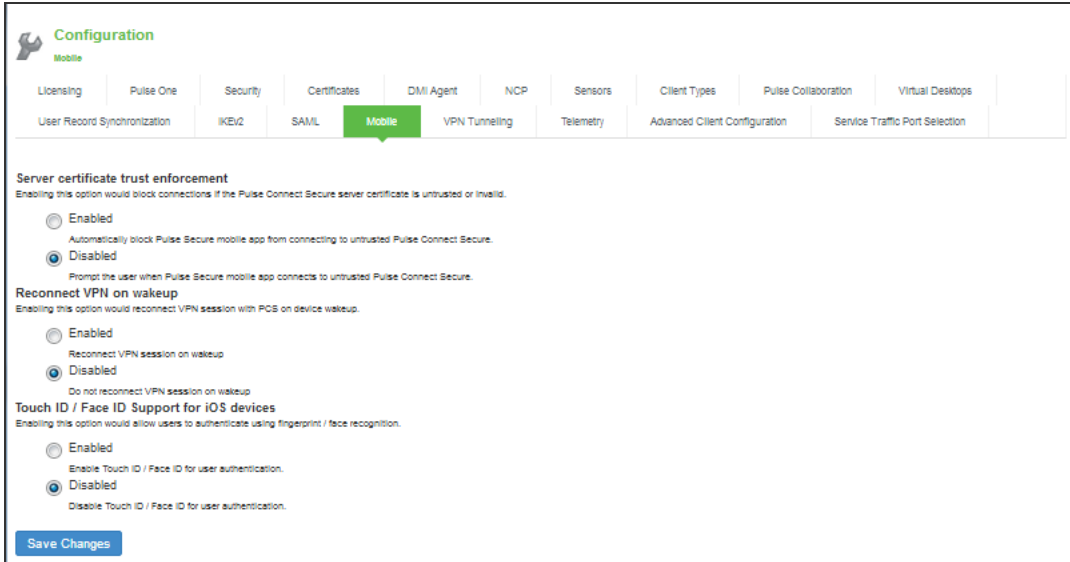 Configuration
Mobile
Licensing Pulse One Security Certificates DMI Agent NCP Sensors Client Types Pulse Collaboration Virtual Desktops
User Record Synchronization IKEv2 SAML Mobile VPN Tunneling Telemetry Advanced Client Configuration Service Traffic Port Selection
Server certificate trust enforcement
Enabling this option would block connections if the Pulse Connect Secure server certificate is untrusted or invalid.
Enabled
Automatically block Pulse Secure mobile app from connecting to untrusted Pulse Connect Secure.
Disabled
Prompt the user when Pulse Secure mobile app connects to untrusted Pulse Connect Secure.
Reconnect VPN on wakeup
Enabling this option would reconnect VPN session with PCS on device wakeup.
Enabled
Reconnect VPN session on wakeup
Disabled
Do not reconnect VPN session on wakeup
Touch ID / Face ID Support for iOS devices
Enabling this option would allow users to authenticate using fingerprint / face recognition.
Enabled
Enable Touch ID / Face ID for user authentication.
Disabled
Disable Touch ID / Face ID for user authentication.
Save Changes